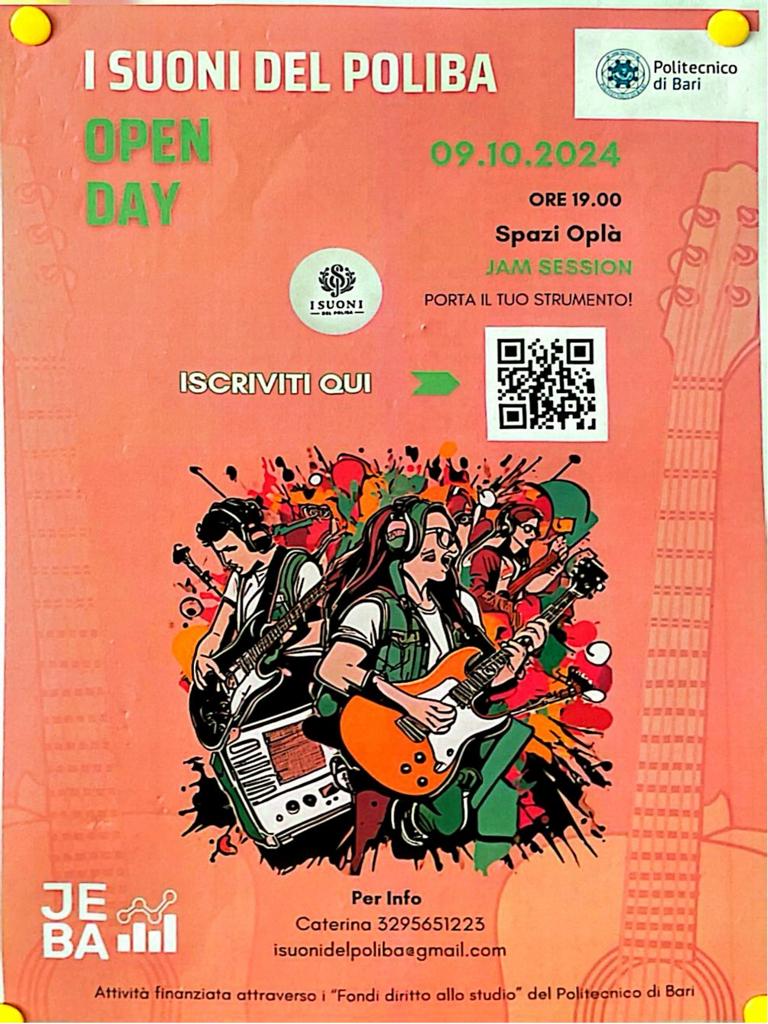 I SUONI DEL POLIBA
Politecnico
di Bari
OPEN
DAY
09.10.2024
ORE 19.00
Spazi Oplà
JAM SESSION
PORTA IL TUO STRUMENTO!
I SUONI
DEL POLIBA
ISCRIVITI QUI
JE
BA
Per Info
Caterina 3295651223
isuonidelpoliba@gmail.com
Attività finanziata attraverso i "Fondi diritto allo studio" del Politecnico di Bari